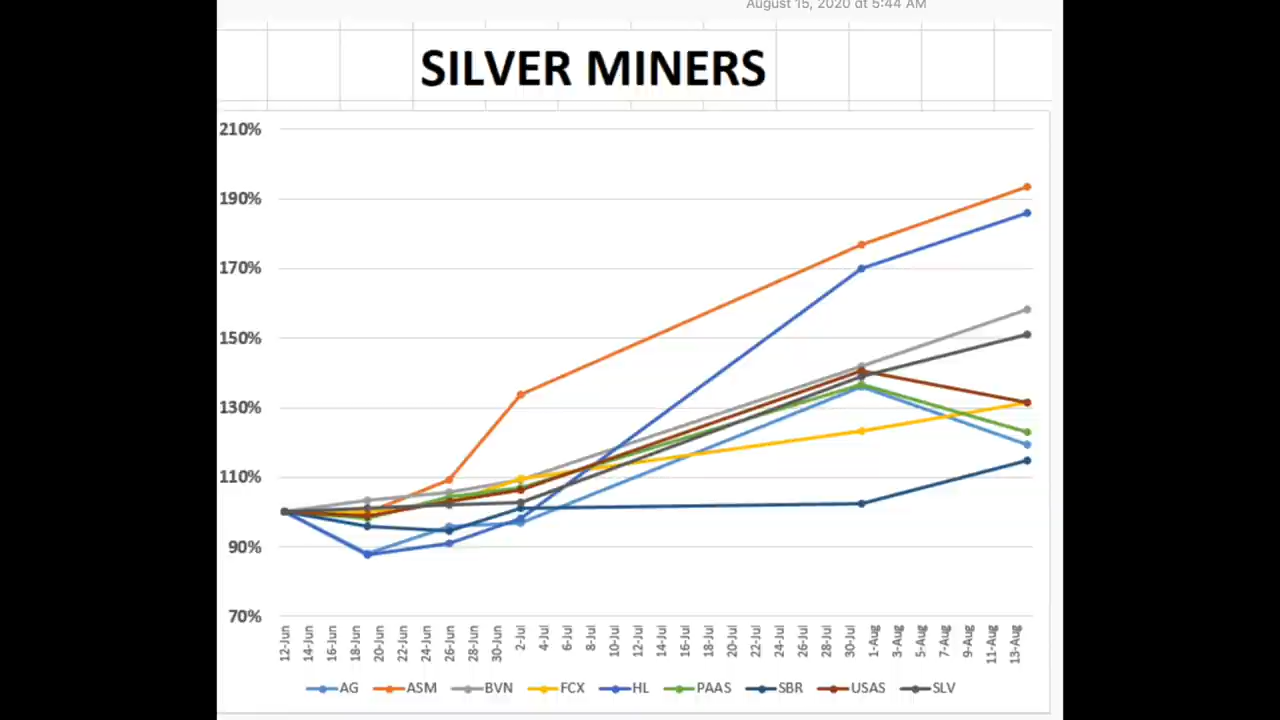 August 15, 2020 at 5:44 AM
SILVER MINERS
210%
190%
170%
150%
130%
110%
90%
70%
12-Jun 14-Jun 16-Jun 18-Jun 20-Jun 22-Jun 24-Jun 26-Jun 28-Jun 30-Jun 2-Jul 4-Jul 6-Jul 8-Jul 10-Jul 12-Jul 14-Jul 16-Jul 18-Jul 20-Jul 22-Jul 24-Jul 26-Jul 28-Jul 30-Jul 1-Aug 3-Aug 5-Aug 7-Aug 9-Aug 11-Aug 13-Aug
AG ASM BVN FCX HL PAAS SBR USAS SLV